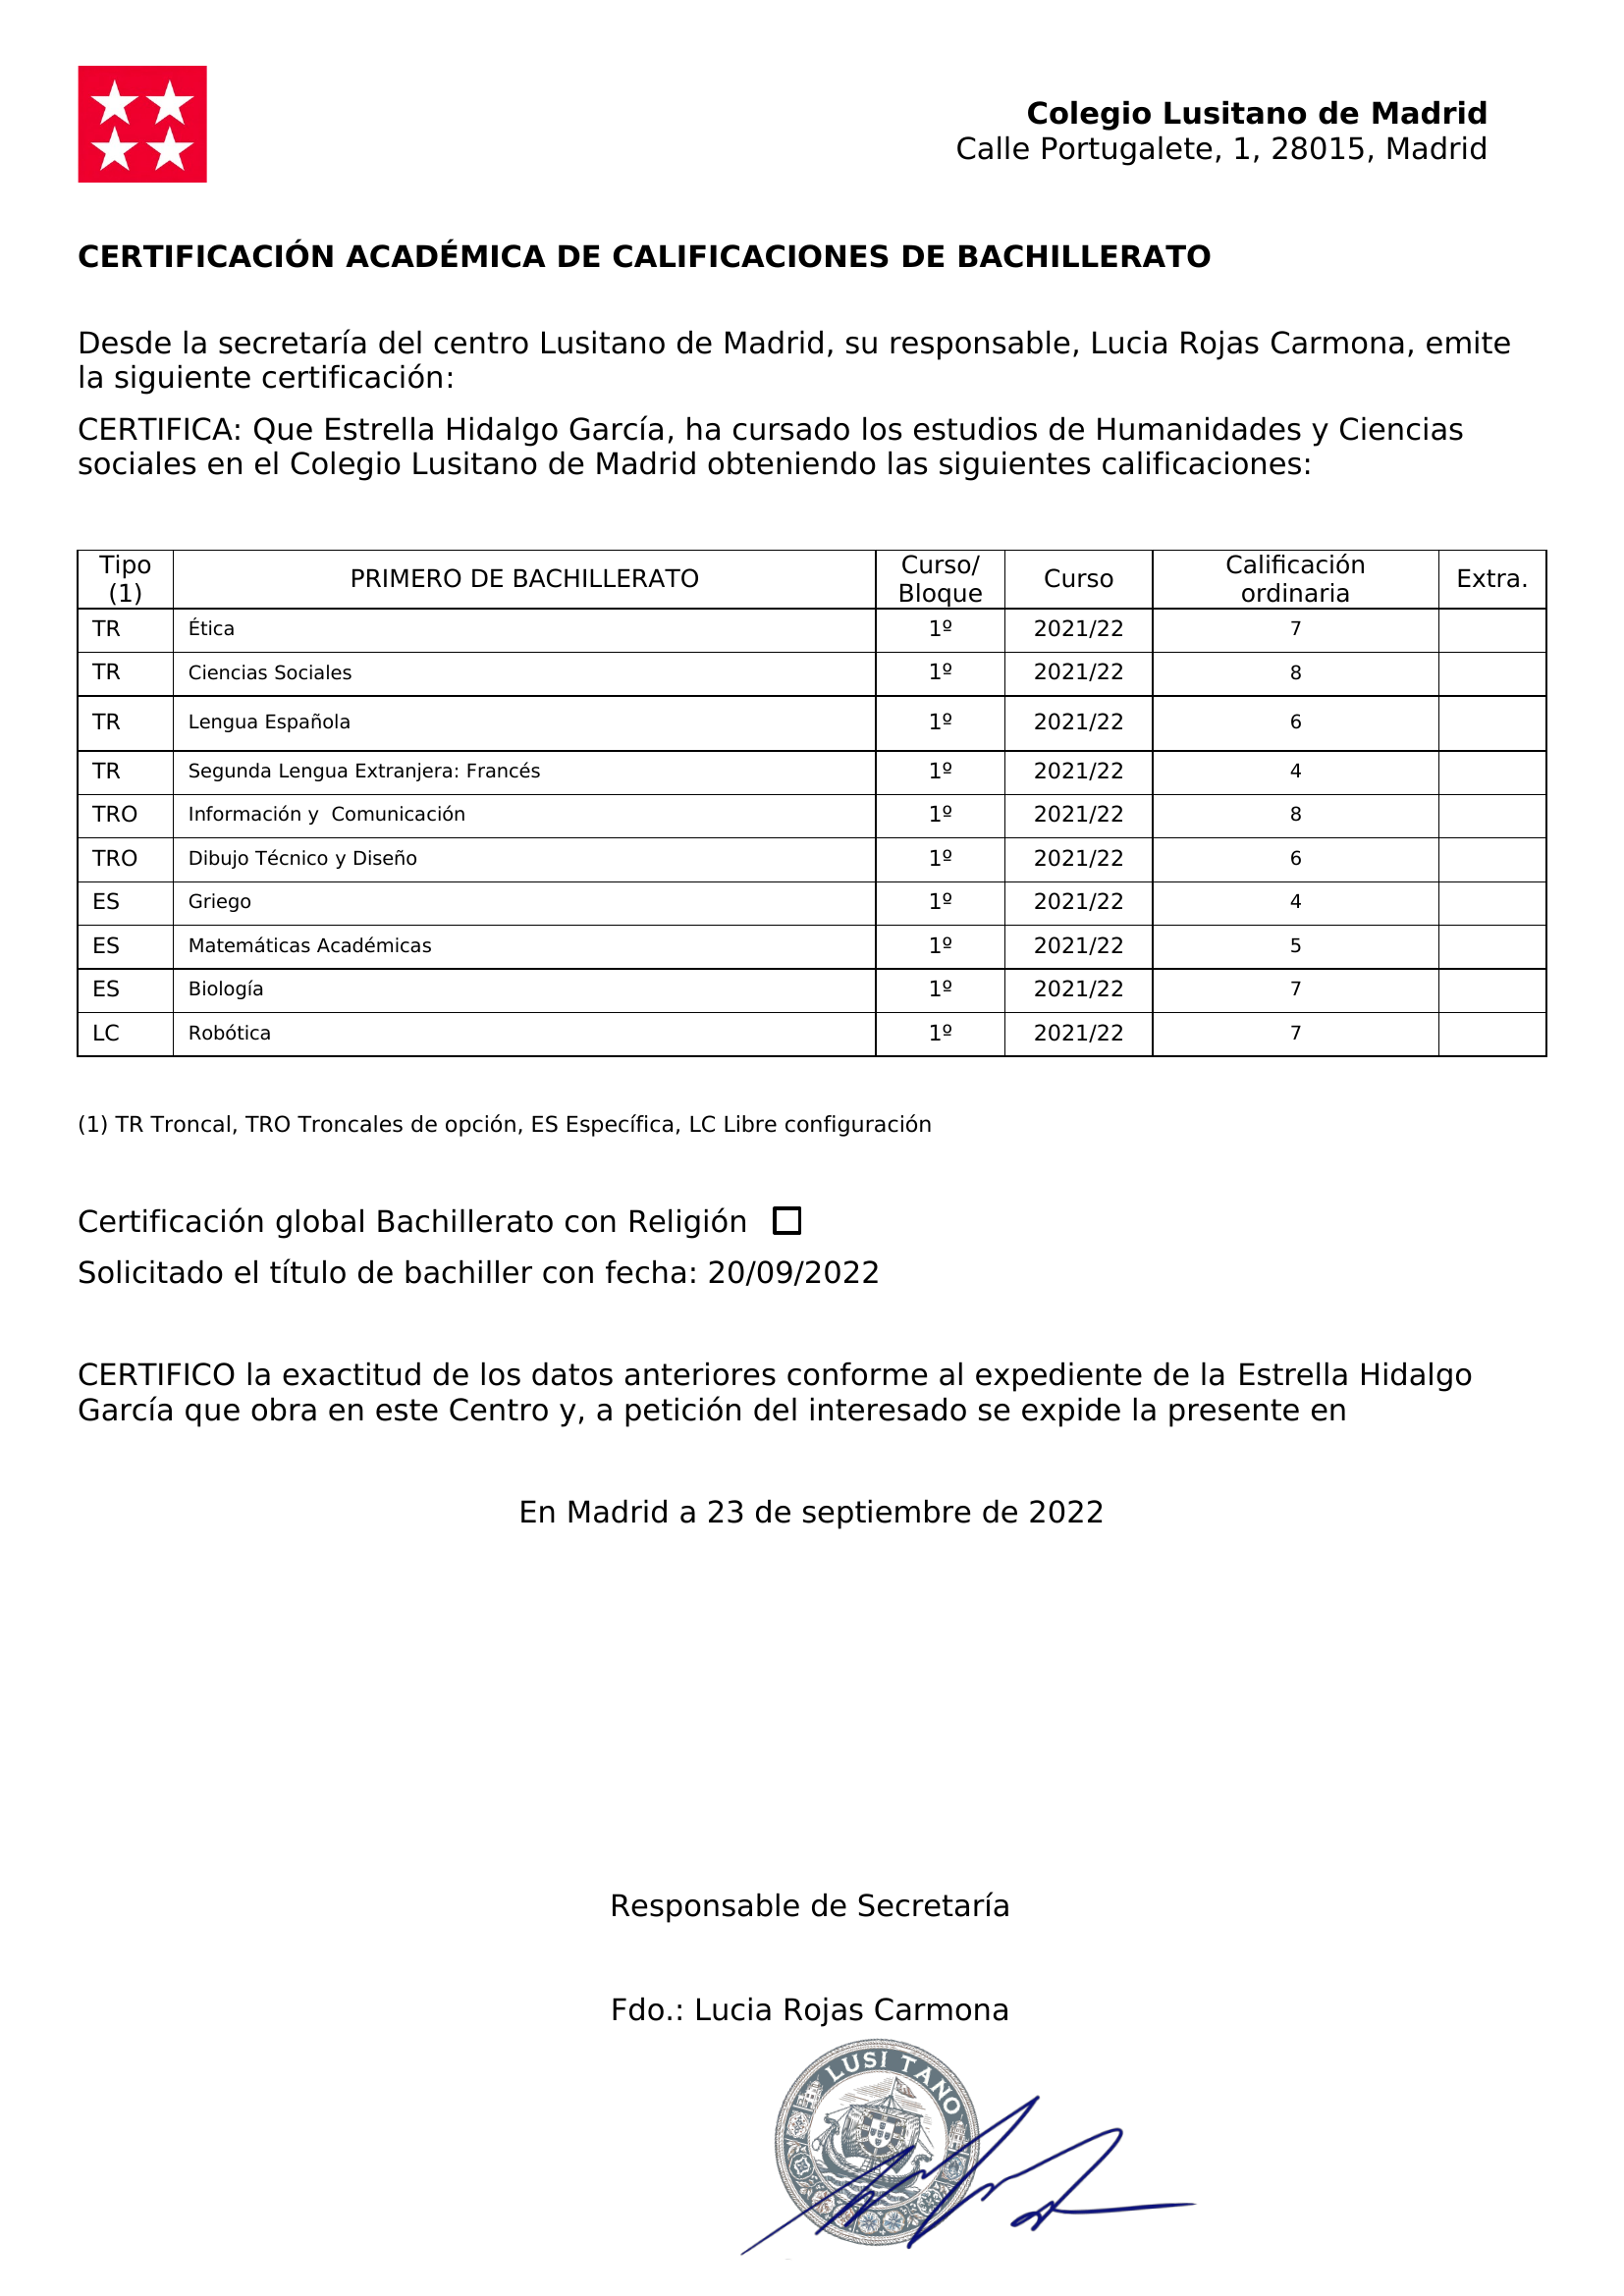 Colegio Lusitano de Madrid
Calle Portugalete, 1, 28015, Madrid
CERTIFICACIÓN ACADÉMICA DE CALIFICACIONES DE BACHILLERATO
Desde la secretaría del centro Lusitano de Madrid, su responsable, Lucia Rojas Carmona, emite
la siguiente certificación:
CERTIFICA: Que Estrella Hidalgo García, ha cursado los estudios de Humanidades y Ciencias
sociales en el Colegio Lusitano de Madrid obteniendo las siguientes calificaciones:
Tipo (1) PRIMERO DE BACHILLERATO Curso/ Bloque Curso Calificación ordinaria Extra.
TR Ética 1º 2021/22 7
TR Ciencias Sociales 1º 2021/22 8
TR Lengua Española 1º 2021/22 6
TR Segunda Lengua Extranjera: Francés 1º 2021/22 4
TRO Información y  Comunicación 1º 2021/22 8
TRO Dibujo Técnico y Diseño 1º 2021/22 6
ES Griego 1º 2021/22 4
ES Matemáticas Académicas 1º 2021/22 5
ES Biología 1º 2021/22 7
LC Robótica 1º 2021/22 7
(1) TR Troncal, TRO Troncales de opción, ES Específica, LC Libre configuración
Certificación global Bachillerato con Religión ☐
Solicitado el título de bachiller con fecha: 20/09/2022
CERTIFICO la exactitud de los datos anteriores conforme al expediente de la Estrella Hidalgo
García que obra en este Centro y, a petición del interesado se expide la presente en
En Madrid a 23 de septiembre de 2022
Responsable de Secretaría
Fdo.: Lucia Rojas Carmona
LUSI TANO